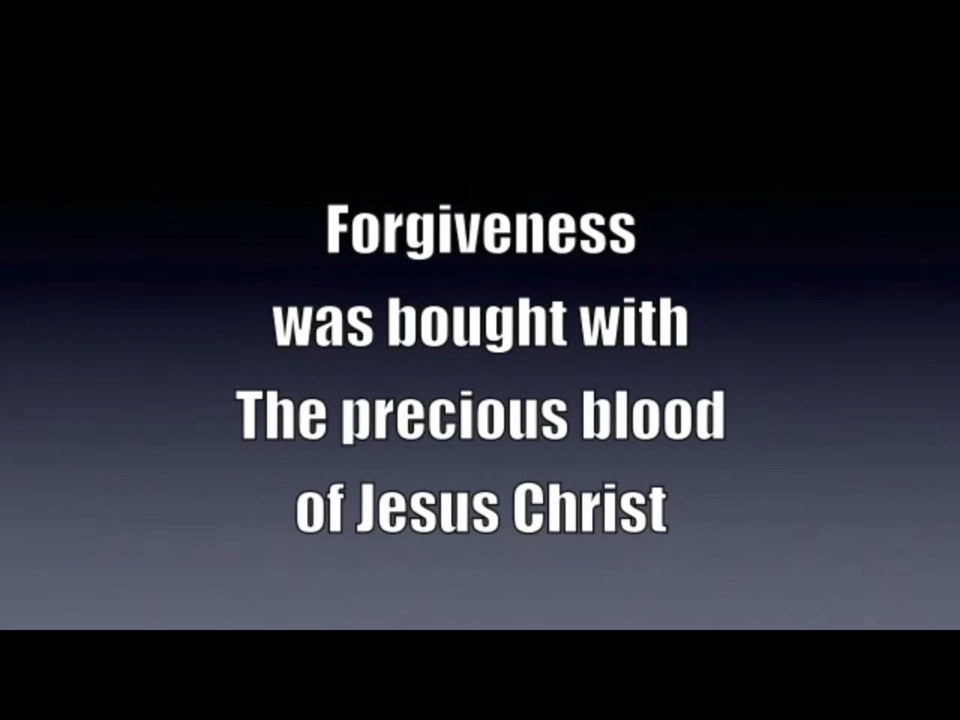 Forgiveness
was bought with
The precious blood
of Jesus Christ